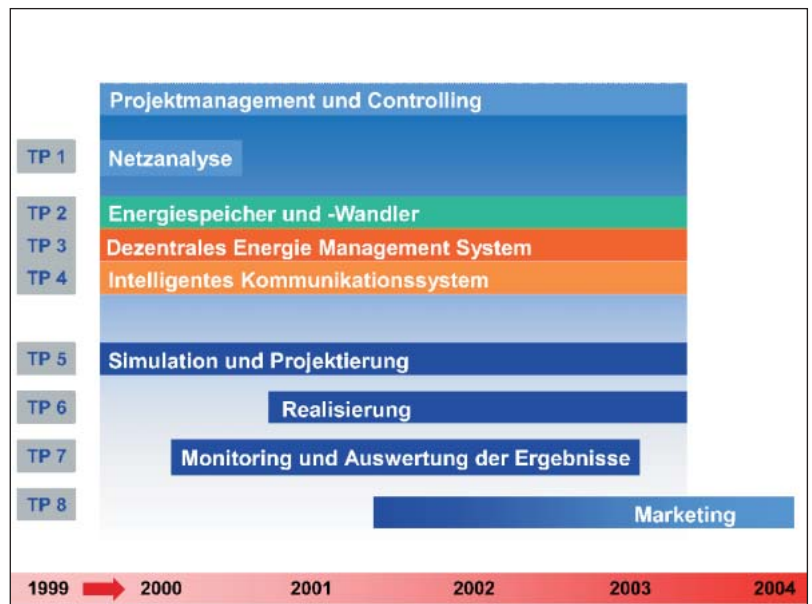 Projektmanagement und Controlling
TP 1 Netzanalyse
TP 2 Energiespeicher und -Wandler
TP 3 Dezentrales Energie Management System
TP 4 Intelligentes Kommunikationssystem
TP 5 Simulation und Projektierung
TP 6 Realisierung
TP 7 Monitoring und Auswertung der Ergebnisse
TP 8 Marketing
1999 2000 2001 2002 2003 2004